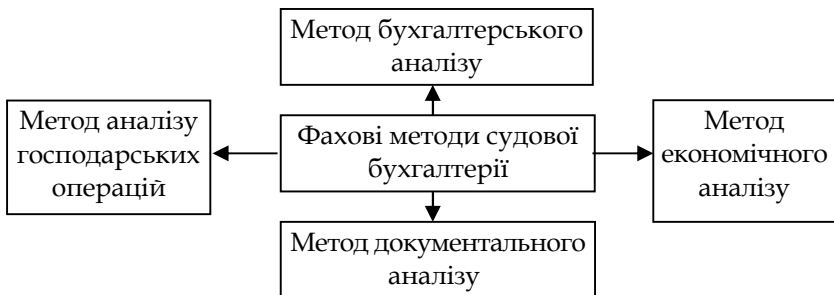 Метод бухгалтерського
аналізу
Метод аналізу
господарських
операцій
Фахові методи судової
бухгалтерії
Метод
економічного
аналізу
Метод документального
аналізу